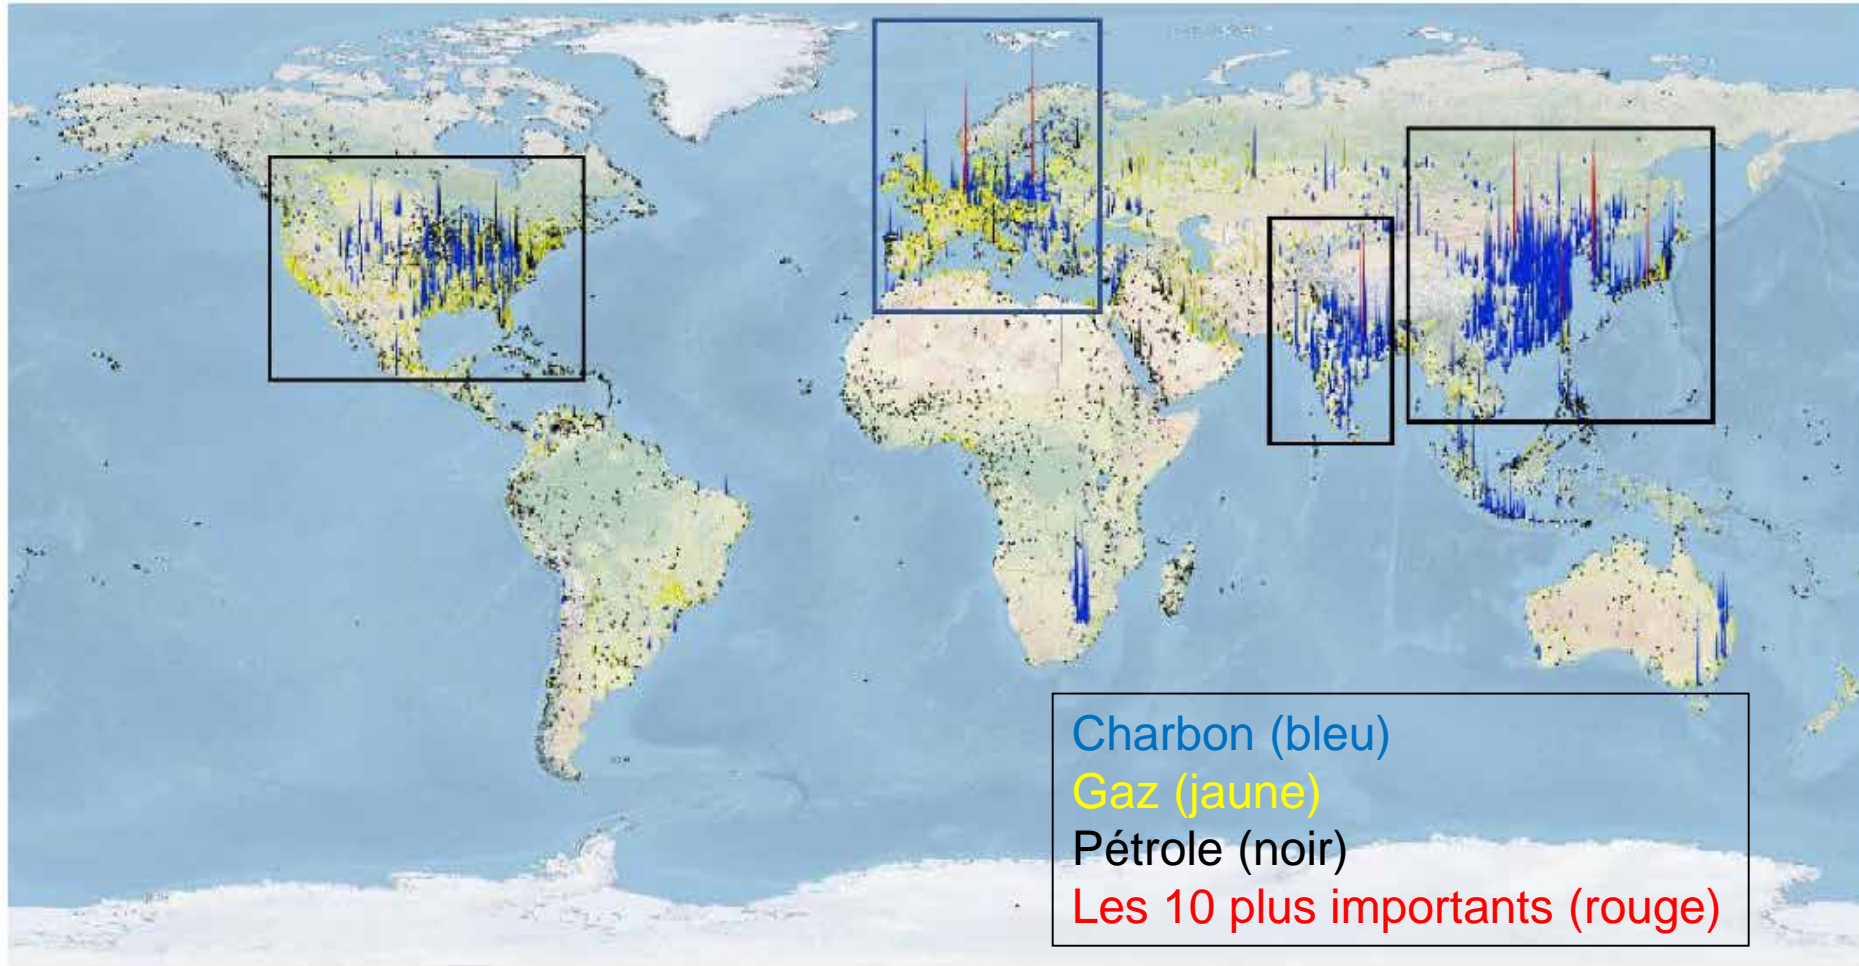 Charbon (bleu)
Gaz (jaune)
Pétrole (noir)
Les 10 plus importants (rouge)